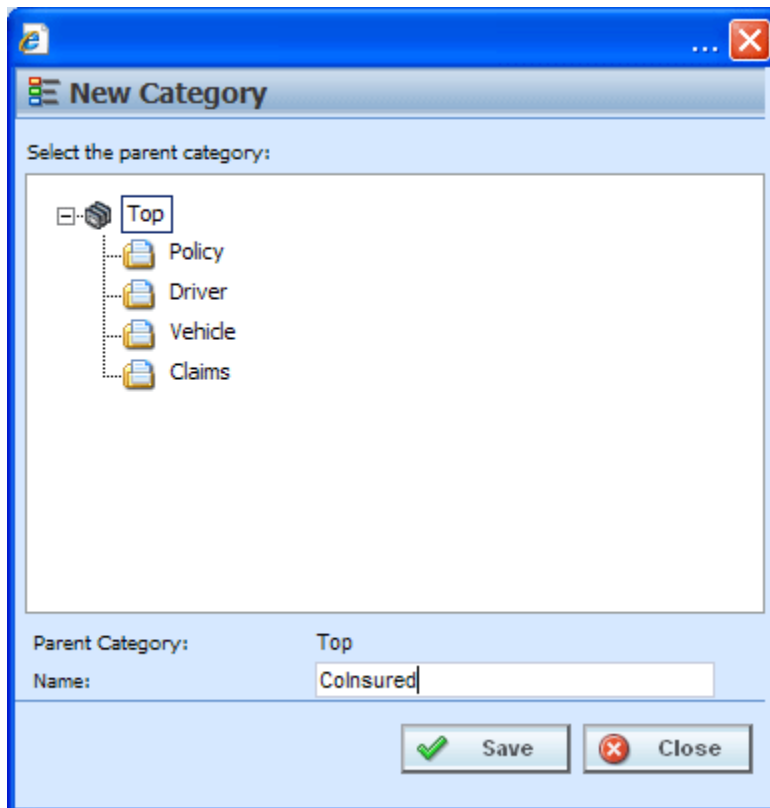 ...
New Category
Select the parent category:
Top
Policy
Driver
Vehicle
Claims
Parent Category: Top
Name: CoInsured
Save Close